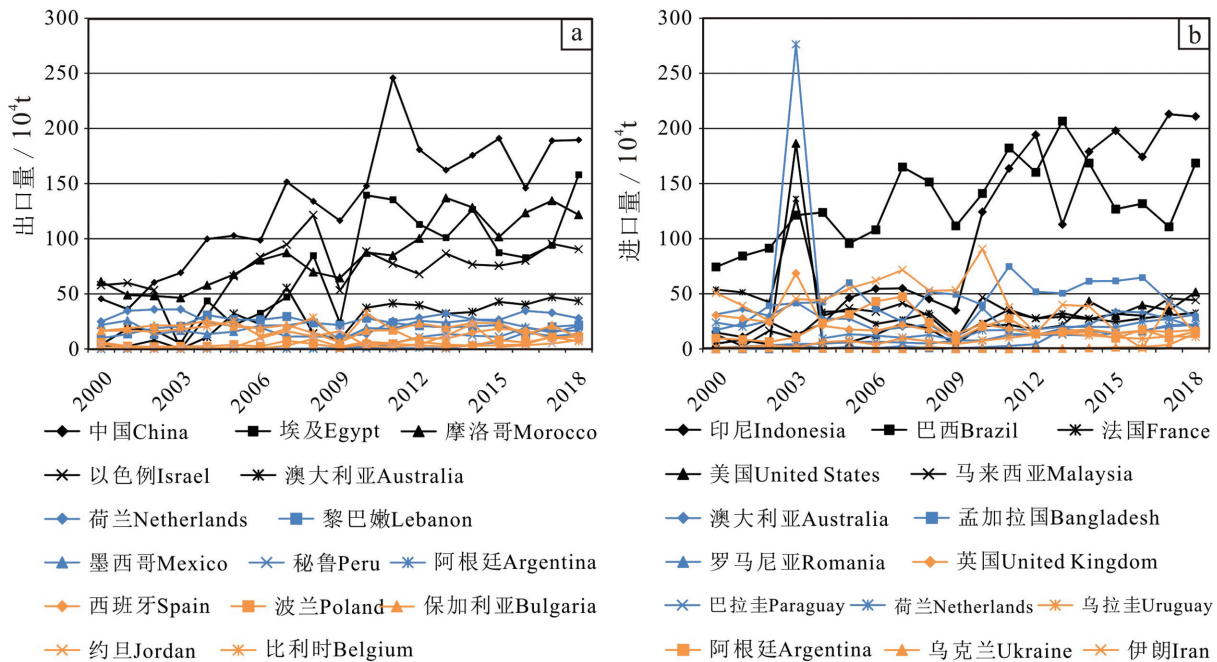 300
250
200
150
100
50
0
出口量 / 10⁴t
a
2000
2003
2006
2009
2012
2015
2018
中国China 埃及Egypt 摩洛哥Morocco
以色例Israel 澳大利亚Australia
荷兰Netherlands 黎巴嫩Lebanon
墨西哥Mexico 秘鲁Peru 阿根廷Argentina
西班牙Spain 波兰Poland 保加利亚Bulgaria
约旦Jordan 比利时Belgium
300
250
200
150
100
50
0
进口量 / 10⁴t
b
2000
2003
2006
2009
2012
2015
2018
印尼Indonesia 巴西Brazil 法国France
美国United States 马来西亚Malaysia
澳大利亚Australia 孟加拉国Bangladesh
罗马尼亚Romania 英国United Kingdom
巴拉圭Paraguay 荷兰Netherlands 乌拉圭Uruguay
阿根廷Argentina 乌克兰Ukraine 伊朗Iran